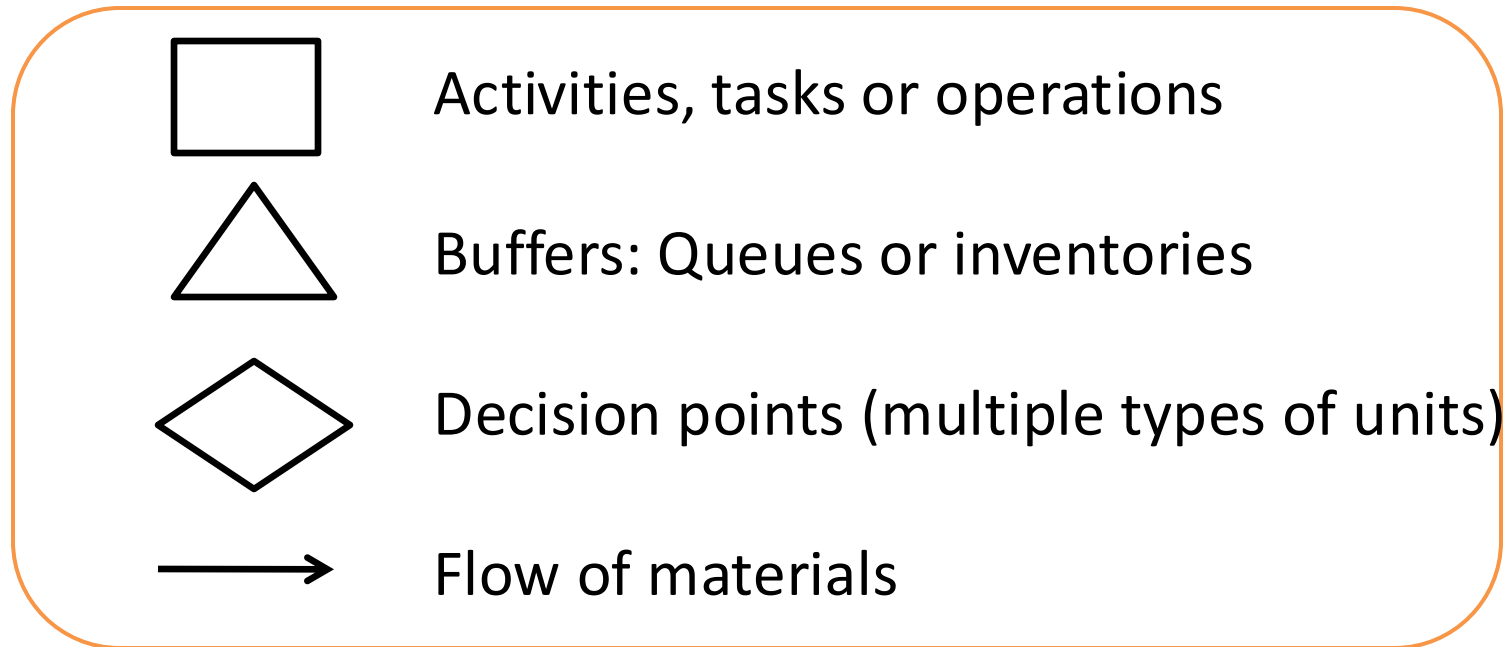 Activities, tasks or operations
Buffers: Queues or inventories
Decision points (multiple types of units)
Flow of materials